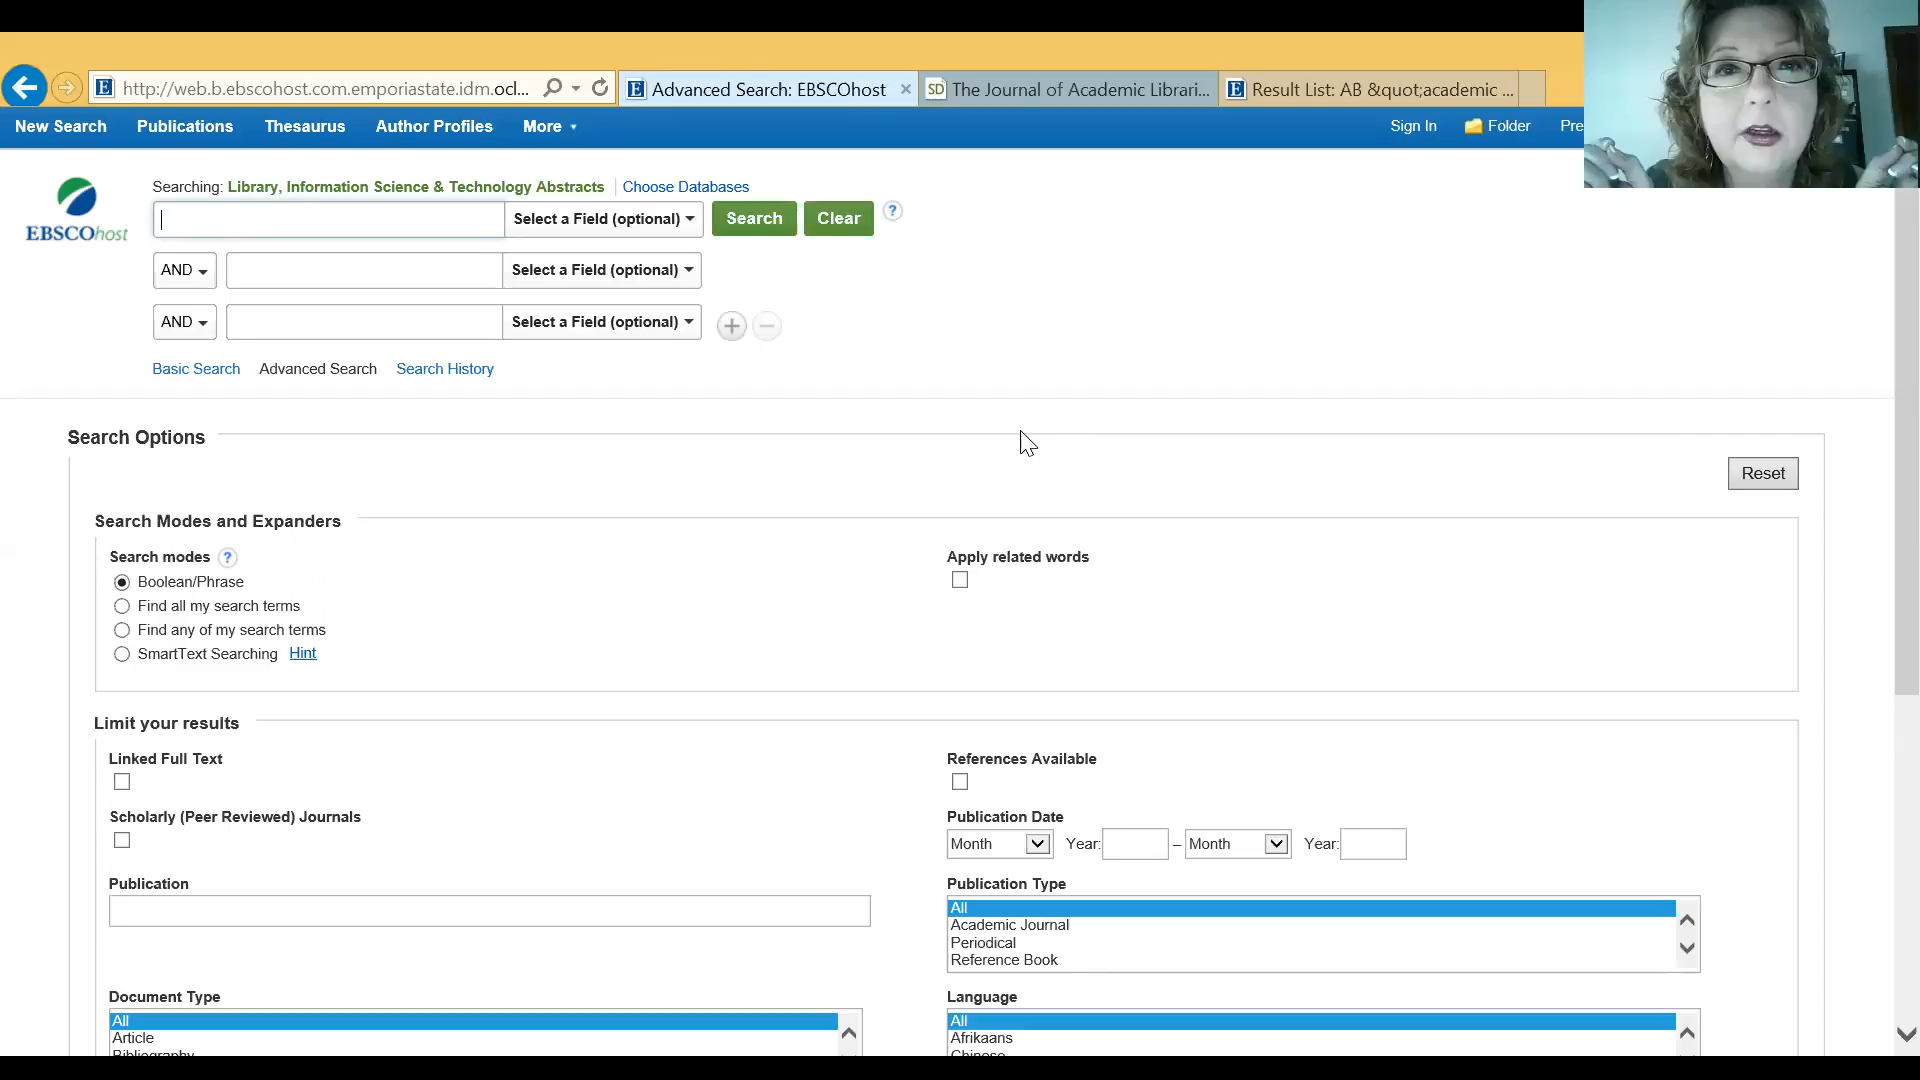 http://web.b.ebscohost.com.emporiastate.idm.ocl...
Advanced Search: EBSCOhost
The Journal of Academic Librari...
Result List: AB &quot;academic ...
New Search Publications Thesaurus Author Profiles More
Sign In Folder Pre
Searching: Library, Information Science & Technology Abstracts Choose Databases
EBSCOhost
Select a Field (optional) Search Clear ?
AND Select a Field (optional)
AND Select a Field (optional)
Basic Search Advanced Search Search History
Search Options
Reset
Search Modes and Expanders
Search modes ?
Boolean/Phrase
Find all my search terms
Find any of my search terms
SmartText Searching Hint
Apply related words
Limit your results
Linked Full Text
References Available
Scholarly (Peer Reviewed) Journals
Publication Date
Month Year: – Month Year:
Publication
Publication Type
All
Academic Journal
Periodical
Reference Book
Document Type
All
Article
Bibliography
Language
All
Afrikaans
Chinese